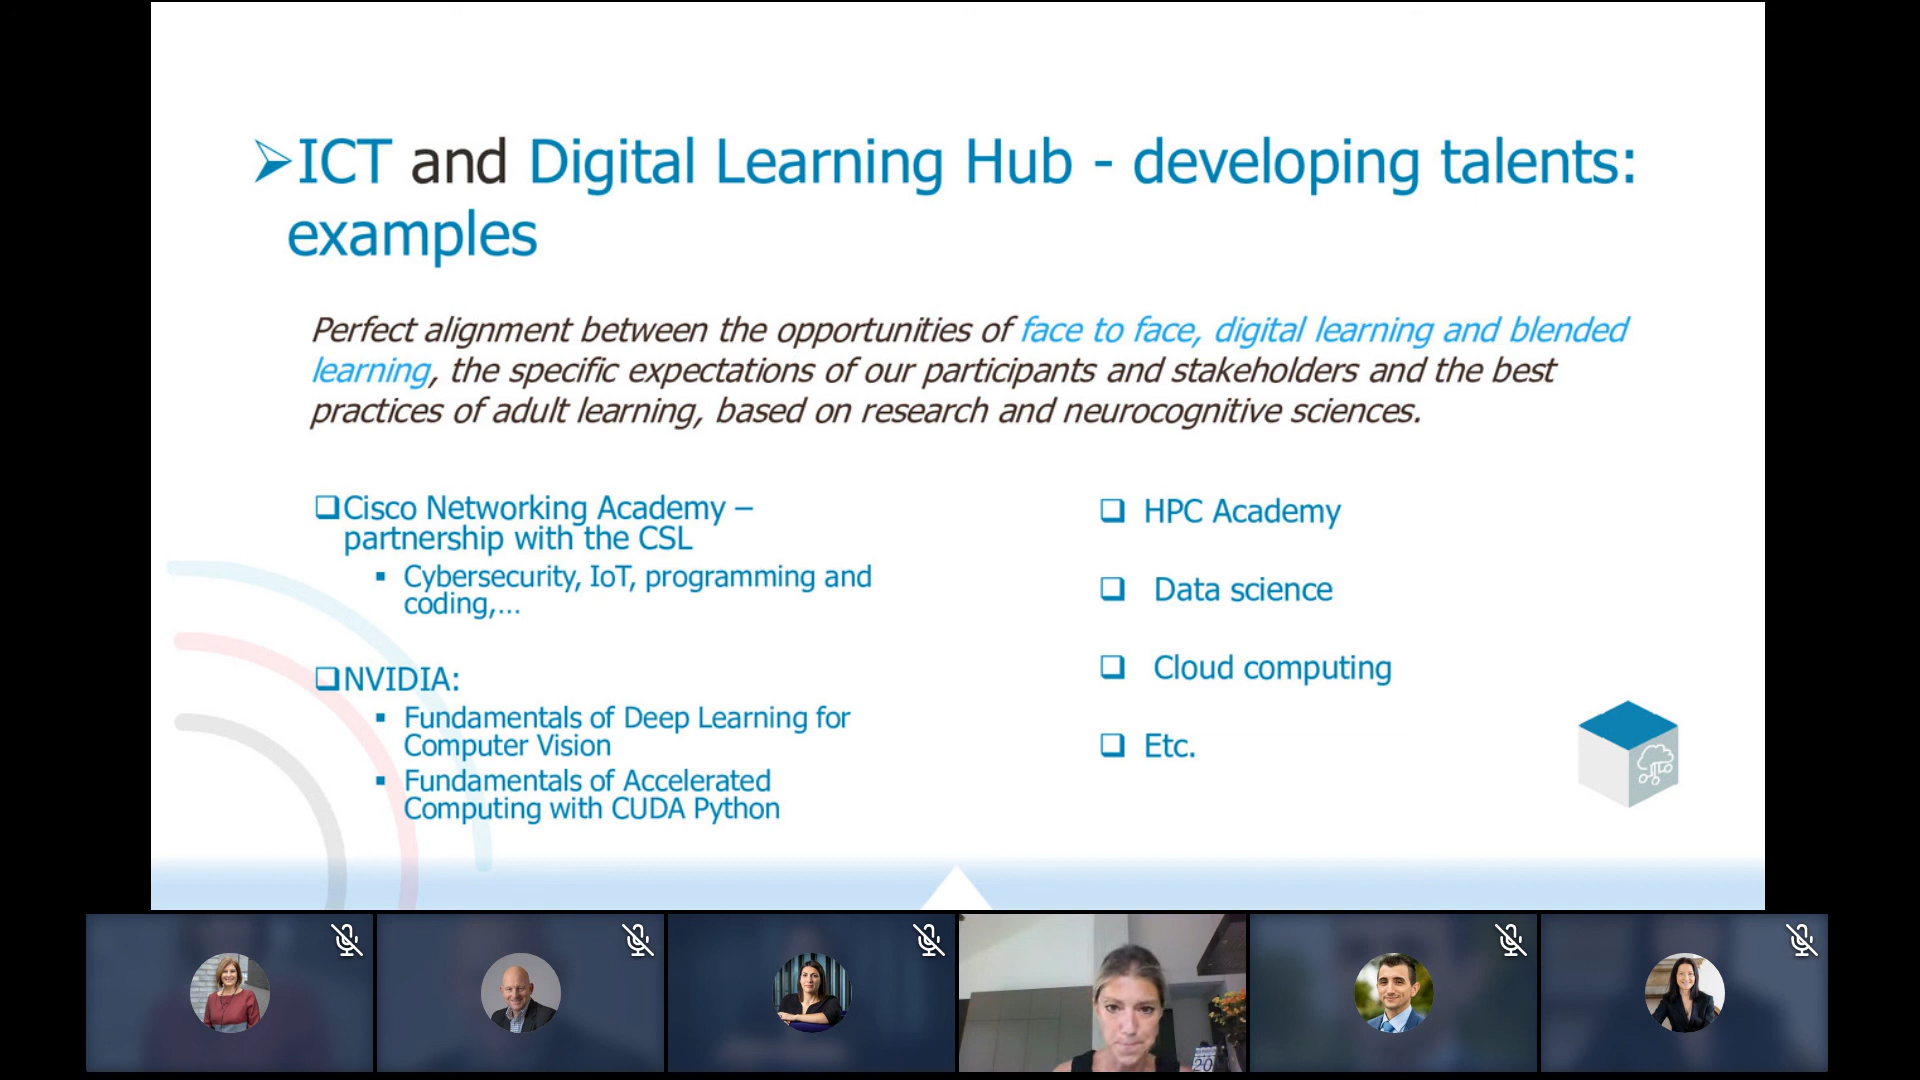 ICT and Digital Learning Hub - developing talents:
examples
Perfect alignment between the opportunities of face to face, digital learning and blended
learning, the specific expectations of our participants and stakeholders and the best
practices of adult learning, based on research and neurocognitive sciences.
Cisco Networking Academy –
partnership with the CSL
Cybersecurity, IoT, programming and
coding,...
NVIDIA:
Fundamentals of Deep Learning for
Computer Vision
Fundamentals of Accelerated
Computing with CUDA Python
HPC Academy
Data science
Cloud computing
Etc.
20